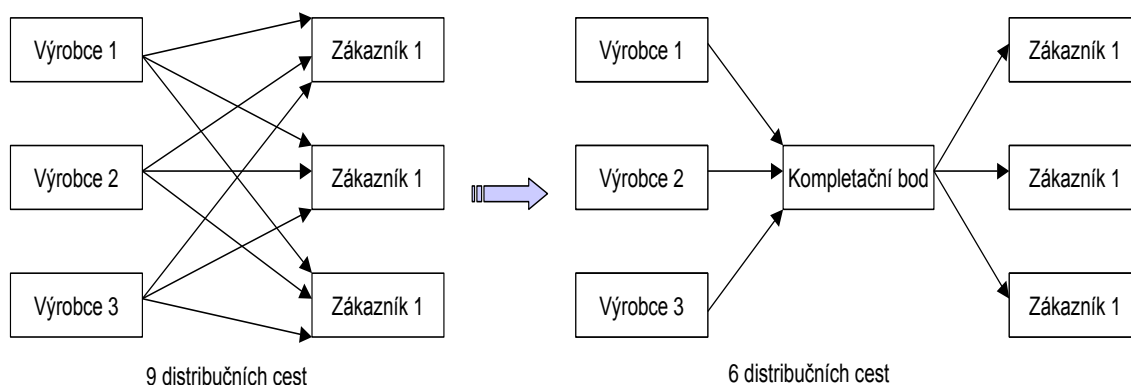 Výrobce 1
Zákazník 1
Výrobce 1
Zákazník 1
Výrobce 2
Zákazník 1
Výrobce 2
Kompletační bod
Zákazník 1
Výrobce 3
Zákazník 1
Výrobce 3
Zákazník 1
9 distribučních cest
6 distribučních cest